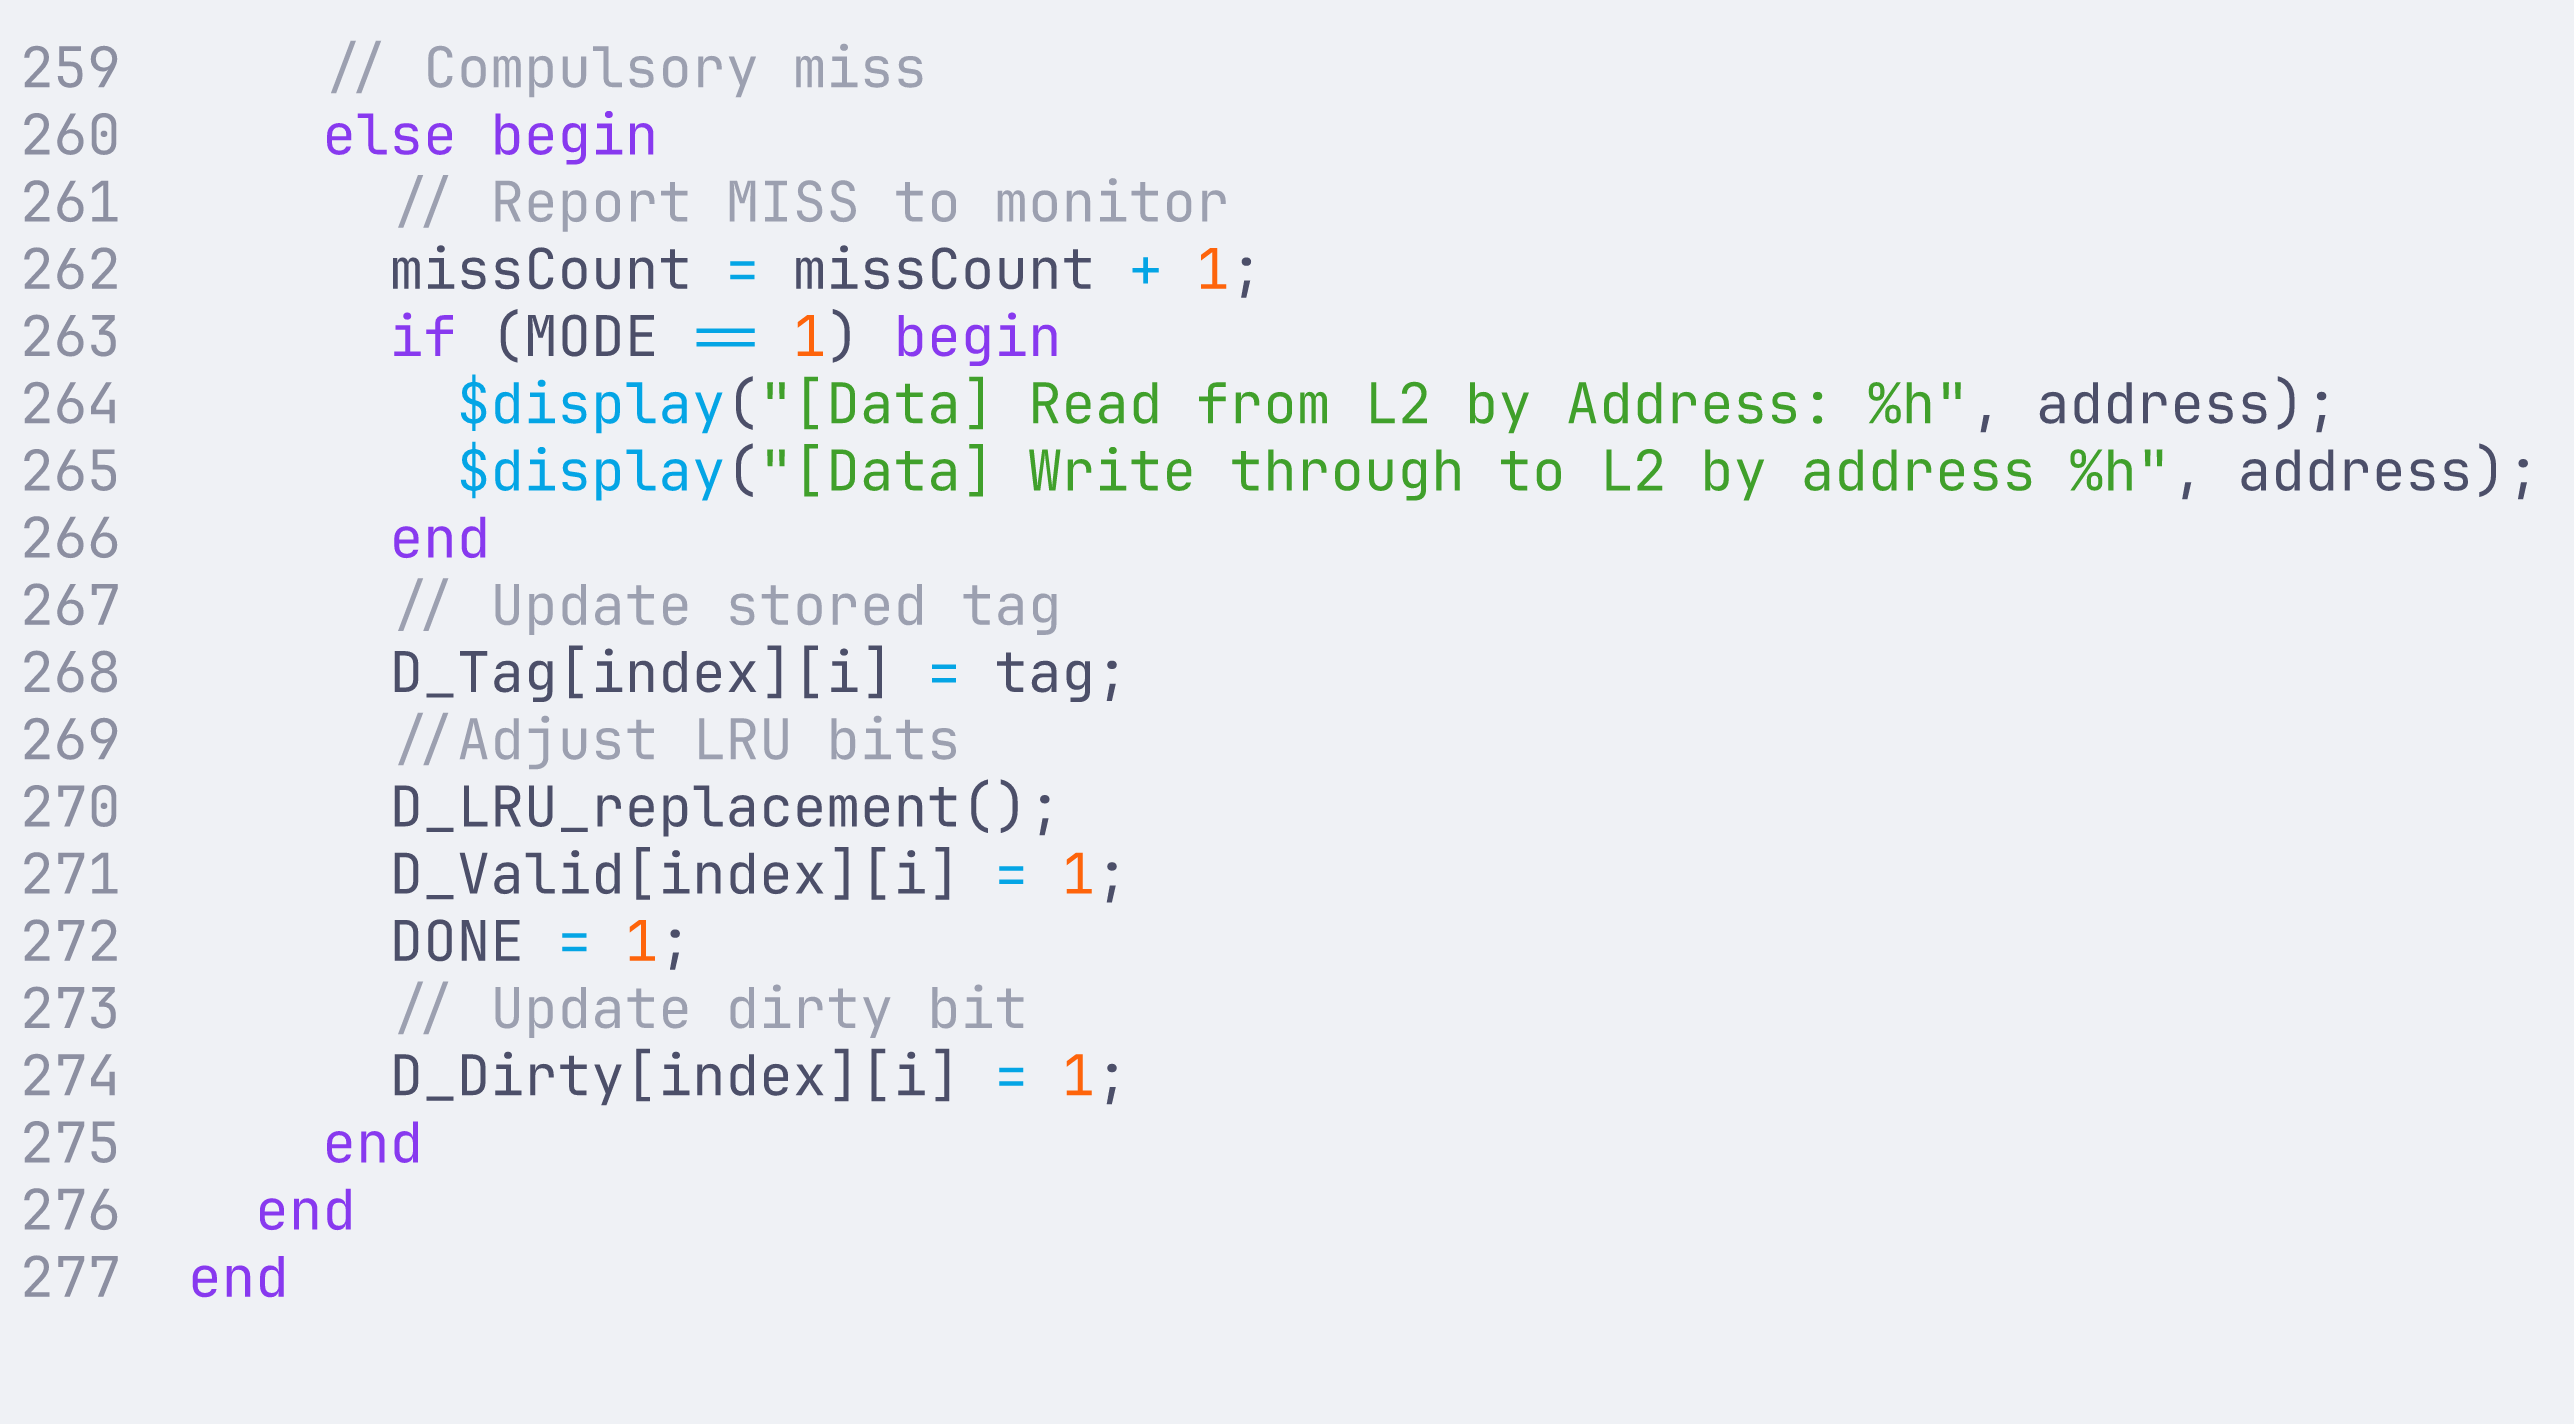 259 // Compulsory miss
260 else begin
261 // Report MISS to monitor
262 missCount = missCount + 1;
263 if (MODE == 1) begin
264 $display("[Data] Read from L2 by Address: %h", address);
265 $display("[Data] Write through to L2 by address %h", address);
266 end
267 // Update stored tag
268 D_Tag[index][i] = tag;
269 //Adjust LRU bits
270 D_LRU_replacement();
271 D_Valid[index][i] = 1;
272 DONE = 1;
273 // Update dirty bit
274 D_Dirty[index][i] = 1;
275 end
276 end
277 end